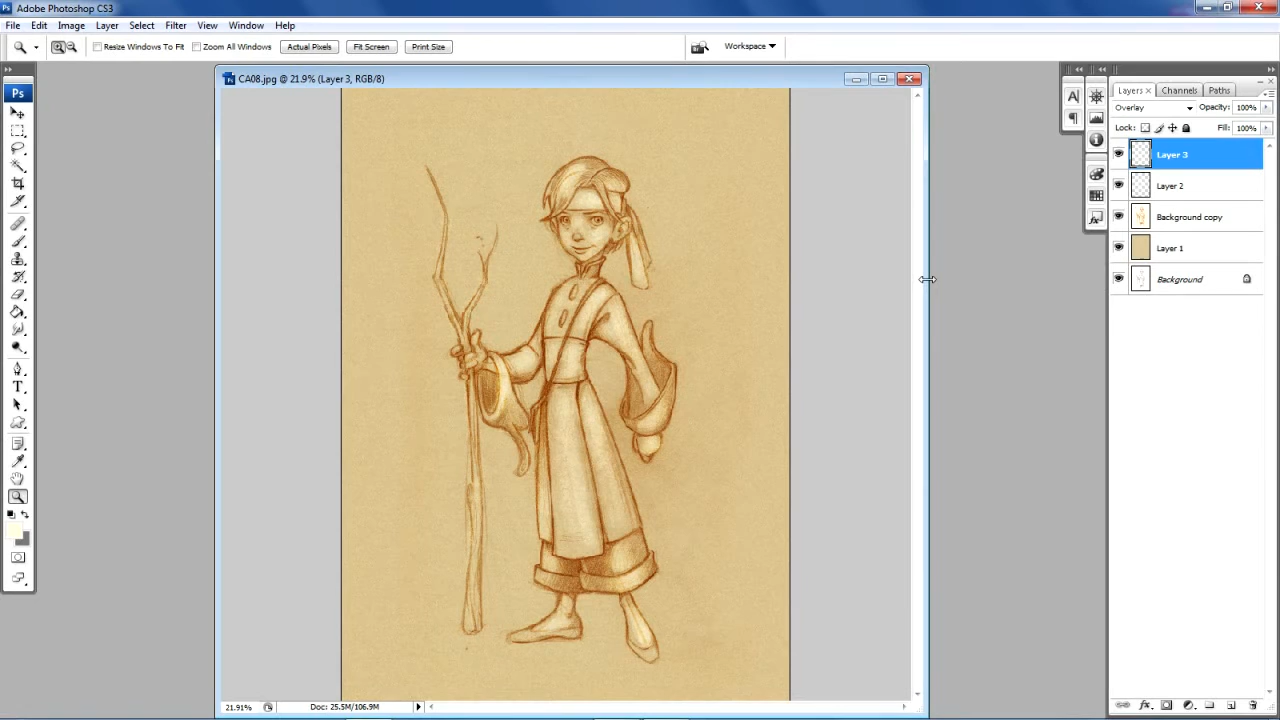 Ps Adobe Photoshop CS3
File Edit Image Layer Select Filter View Window Help
Resize Windows To Fit Zoom All Windows Actual Pixels Fit Screen Print Size Workspace
CA08.jpg @ 21.9% (Layer 3, RGB/8)
Ps
T
A
Layers Channels Paths
Overlay Opacity: 100%
Lock: Fill: 100%
Layer 3
Layer 2
Background copy
Layer 1
Background
21.91% Doc: 25.5M/106.9M
fx